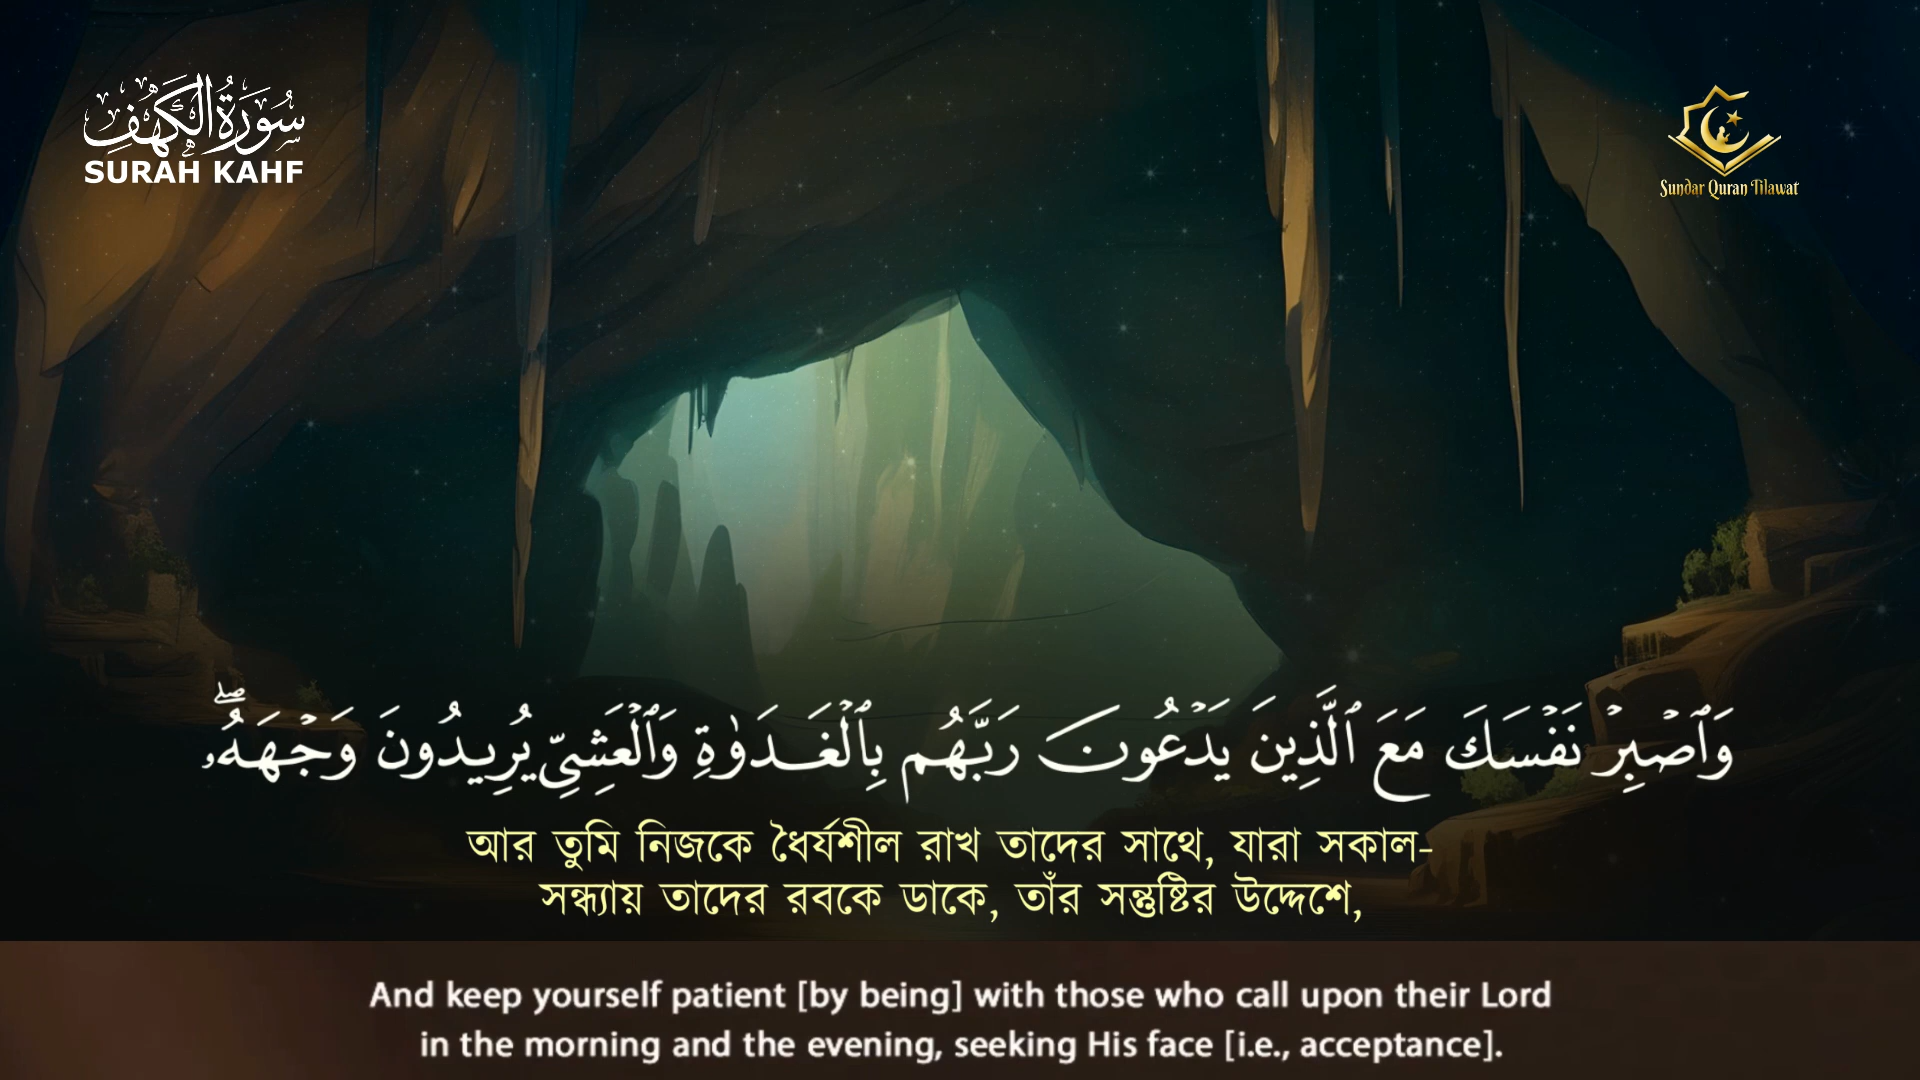 سُورَةُ الْكَهْفِ
SURAH KAHF
Sundar Quran Tilawat
وَٱصۡبِرۡ نَفۡسَكَ مَعَ ٱلَّذِينَ يَدۡعُونَ رَبَّهُم بِٱلۡغَدَوٰةِ وَٱلۡعَشِيِّ يُرِيدُونَ وَجۡهَهُۥۖ
আর তুমি নিজকে ধৈর্যশীল রাখ তাদের সাথে, যারা সকাল-
সন্ধ্যায় তাদের রবকে ডাকে, তাঁর সন্তুষ্টির উদ্দেশে,
And keep yourself patient [by being] with those who call upon their Lord
in the morning and the evening, seeking His face [i.e., acceptance].